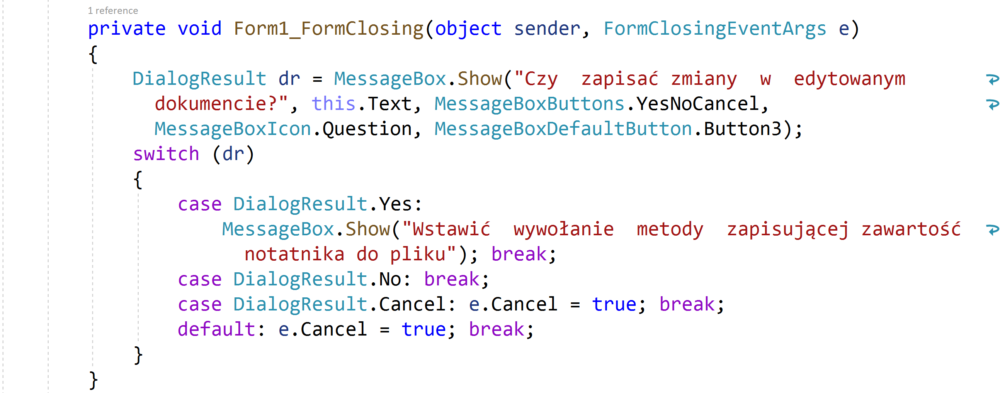 1 reference
private void Form1_FormClosing(object sender, FormClosingEventArgs e)
{
DialogResult dr = MessageBox.Show("Czy  zapisać zmiany  w  edytowanym
dokumencie?", this.Text, MessageBoxButtons.YesNoCancel,
MessageBoxIcon.Question, MessageBoxDefaultButton.Button3);
switch (dr)
{
case DialogResult.Yes:
MessageBox.Show("Wstawić  wywołanie  metody  zapisującej zawartość
notatnika do pliku"); break;
case DialogResult.No: break;
case DialogResult.Cancel: e.Cancel = true; break;
default: e.Cancel = true; break;
}
}